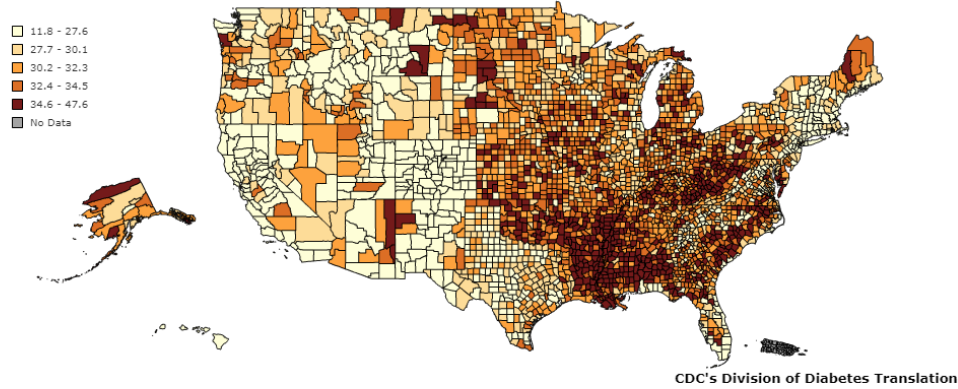 11.8 - 27.6
27.7 - 30.1
30.2 - 32.3
32.4 - 34.5
34.6 - 47.6
No Data
CDC's Division of Diabetes Translation